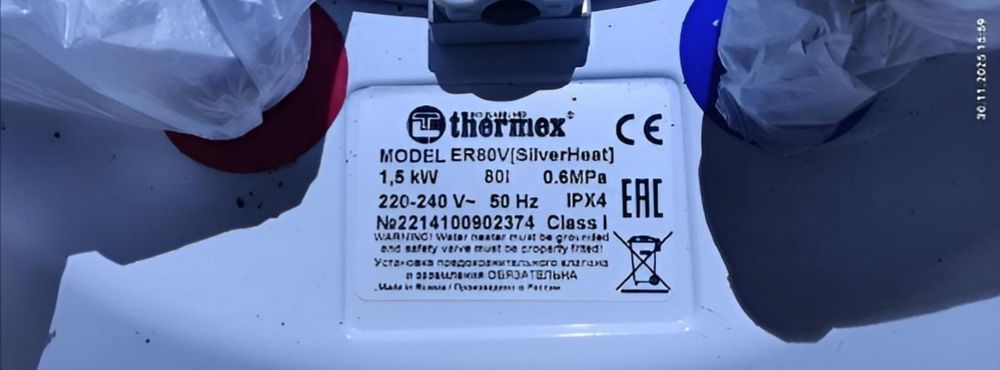 thermex®
CE
MODEL ER80V[SilverHeat]
1,5 kW 80l 0.6MPa
220-240 V~ 50 Hz IPX4
EAC
№2214100902374 Class I
WARNING! Water heater must be grounded
and safety valve must be properly fitted!
Установка предохранительного клапана
и заземления ОБЯЗАТЕЛЬНА
Made in Russia / Произведено в России
30.11.2025 15:59